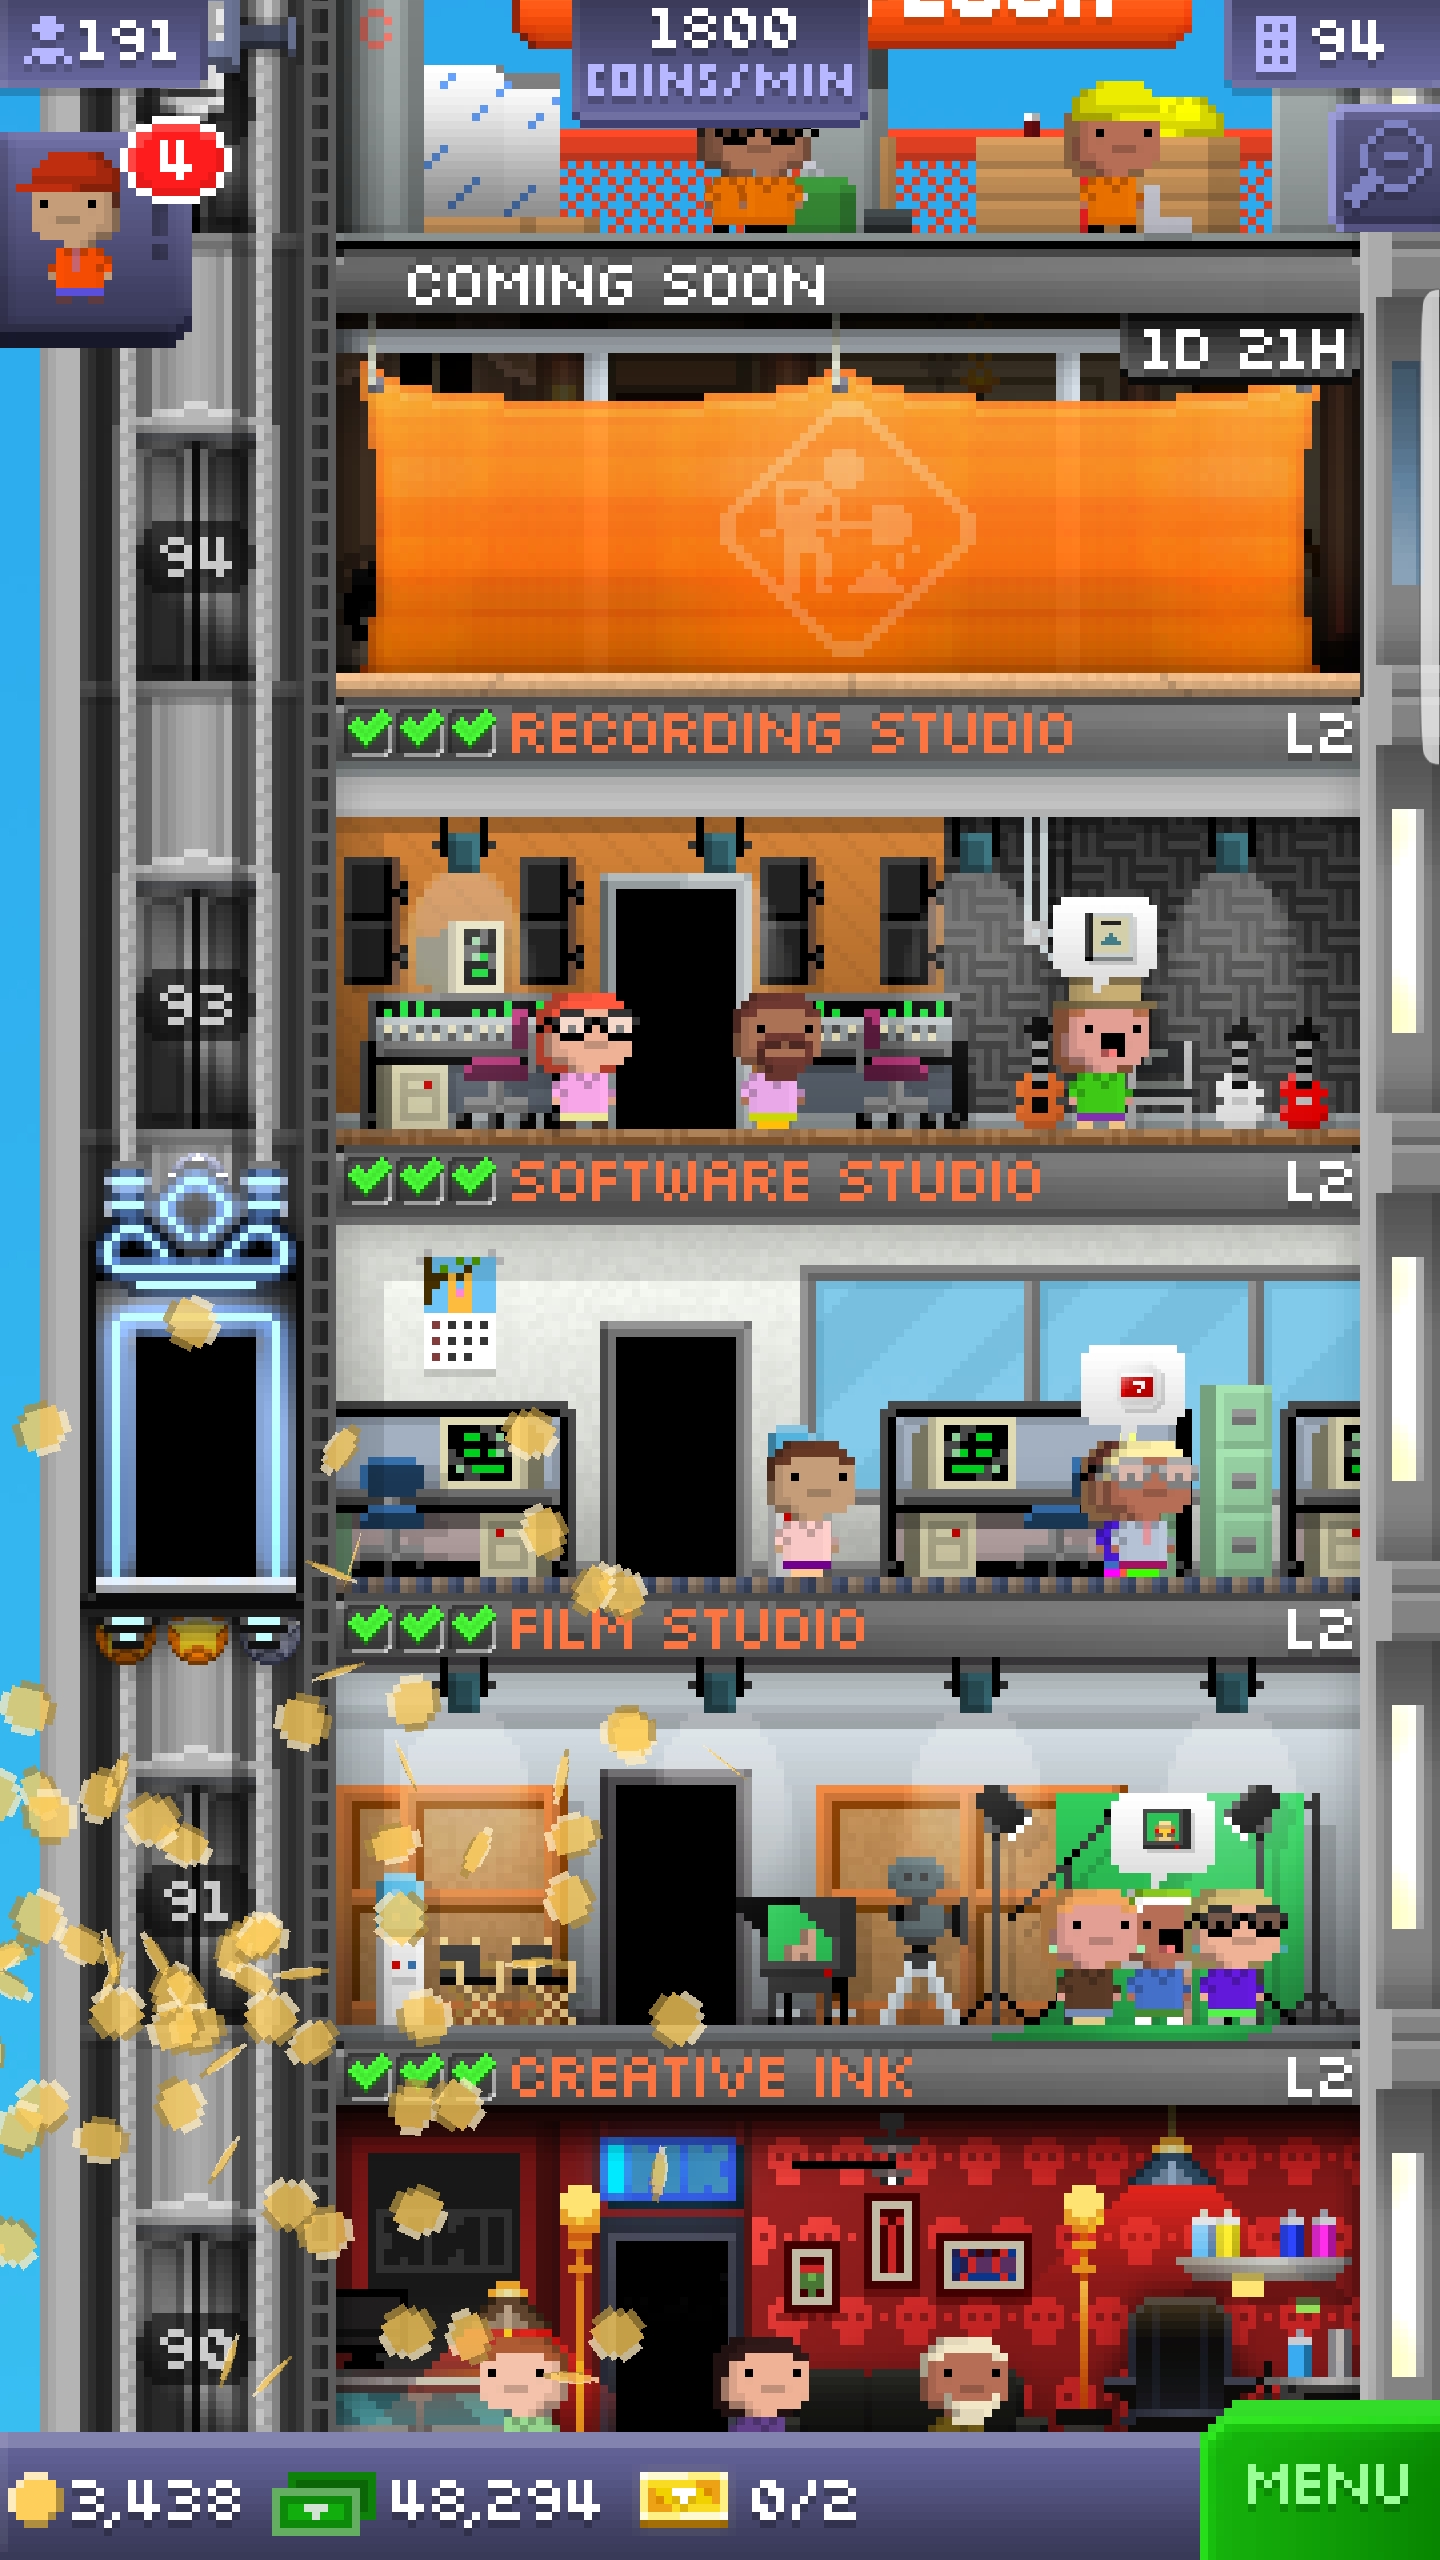 191
1800
COINS/MIN
94
4
COMING SOON
1D 21H
94
RECORDING STUDIO
L2
93
SOFTWARE STUDIO
L2
?
FILM STUDIO
L2
91
CREATIVE INK
L2
INK
90
3,438
48,294
0/2
MENU